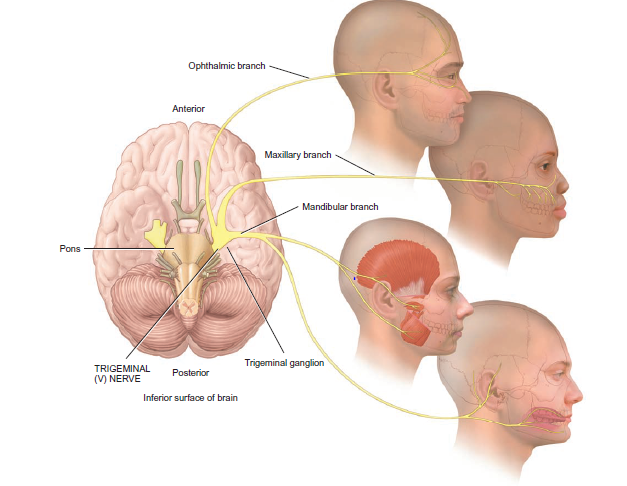 Ophthalmic branch
Anterior
Maxillary branch
Mandibular branch
Pons
TRIGEMINAL
(V) NERVE
Posterior
Trigeminal ganglion
Inferior surface of brain